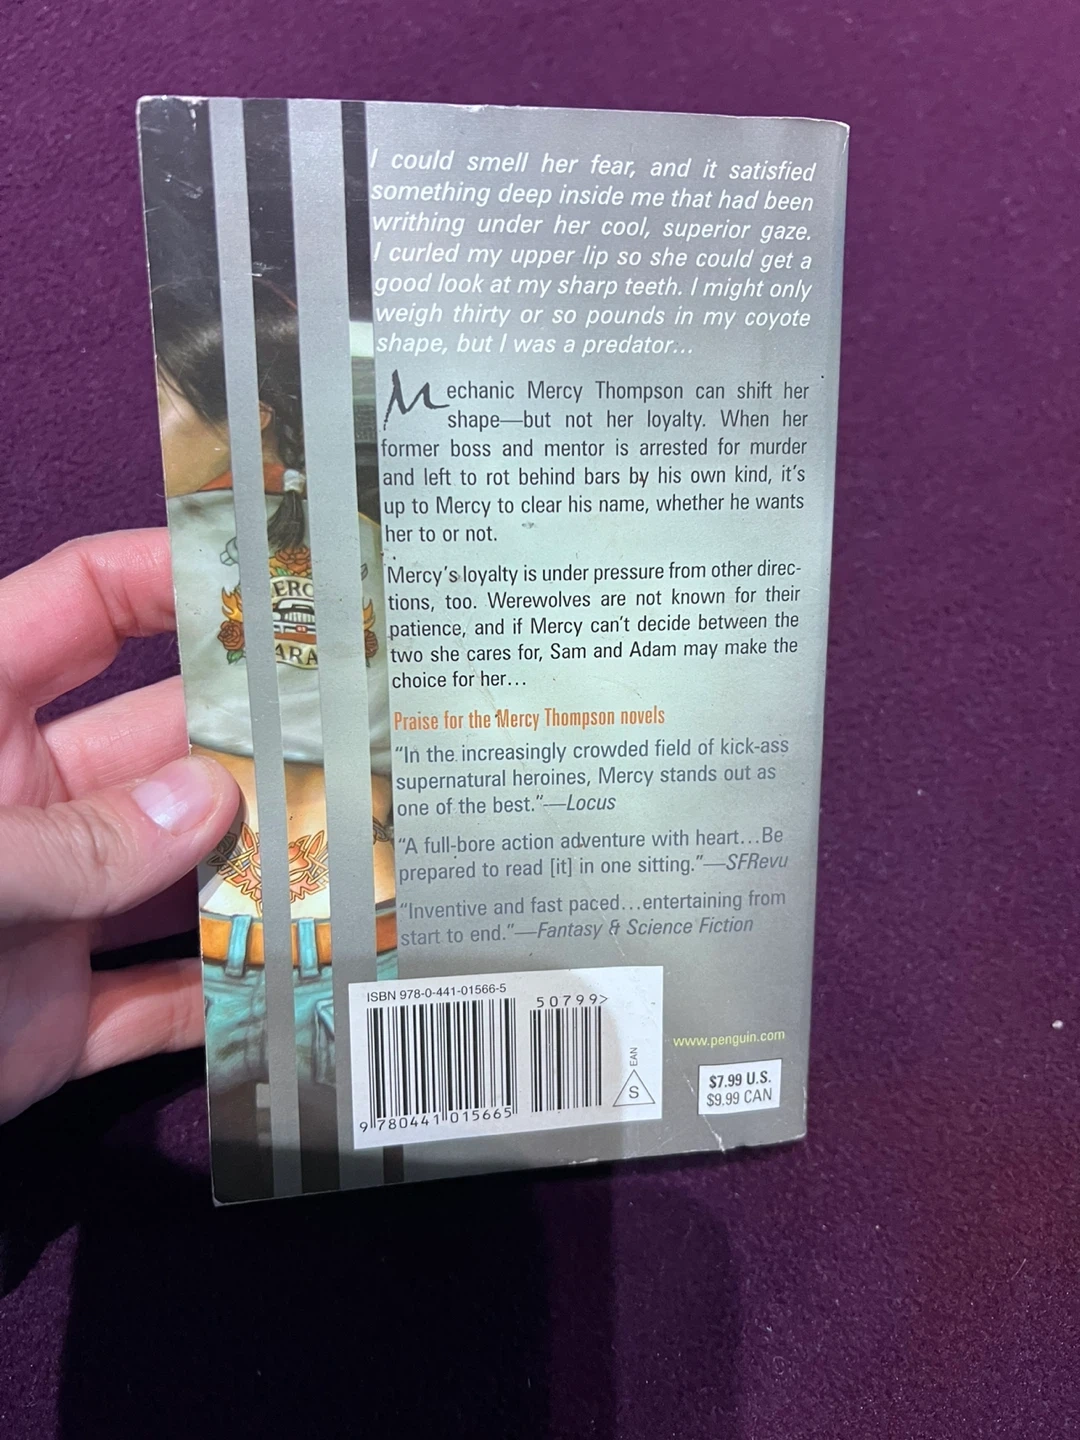 I could smell her fear, and it satisfied
something deep inside me that had been
writhing under her cool, superior gaze.
I curled my upper lip so she could get a
good look at my sharp teeth. I might only
weigh thirty or so pounds in my coyote
shape, but I was a predator...
Mechanic Mercy Thompson can shift her
shape—but not her loyalty. When her
former boss and mentor is arrested for murder
and left to rot behind bars by his own kind, it's
up to Mercy to clear his name, whether he wants
her to or not.
Mercy's loyalty is under pressure from other direc-
tions, too. Werewolves are not known for their
patience, and if Mercy can't decide between the
two she cares for, Sam and Adam may make the
choice for her...
Praise for the Mercy Thompson novels
"In the increasingly crowded field of kick-ass
supernatural heroines, Mercy stands out as
one of the best."—Locus
"A full-bore action adventure with heart...Be
prepared to read [it] in one sitting."—SFRevu
"Inventive and fast paced...entertaining from
start to end."—Fantasy & Science Fiction
ERC
ARA
ISBN 978-0-441-01566-5
50799>
9 780441 015665
EAN
S
www.penguin.com
$7.99 U.S.
$9.99 CAN